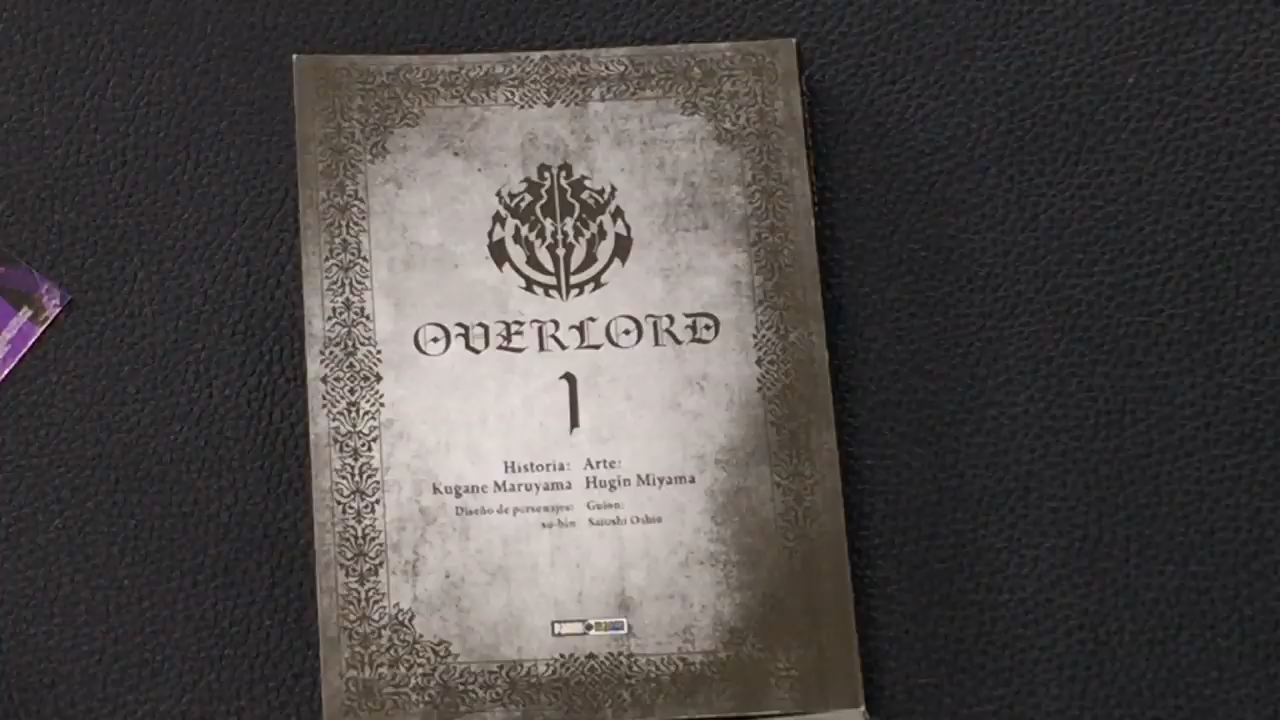 OVERLORD
1
Historia: Arte:
Kugane Maruyama Hugin Miyama
Diseño de personajes: Guion:
so-bin Satoshi Oshio